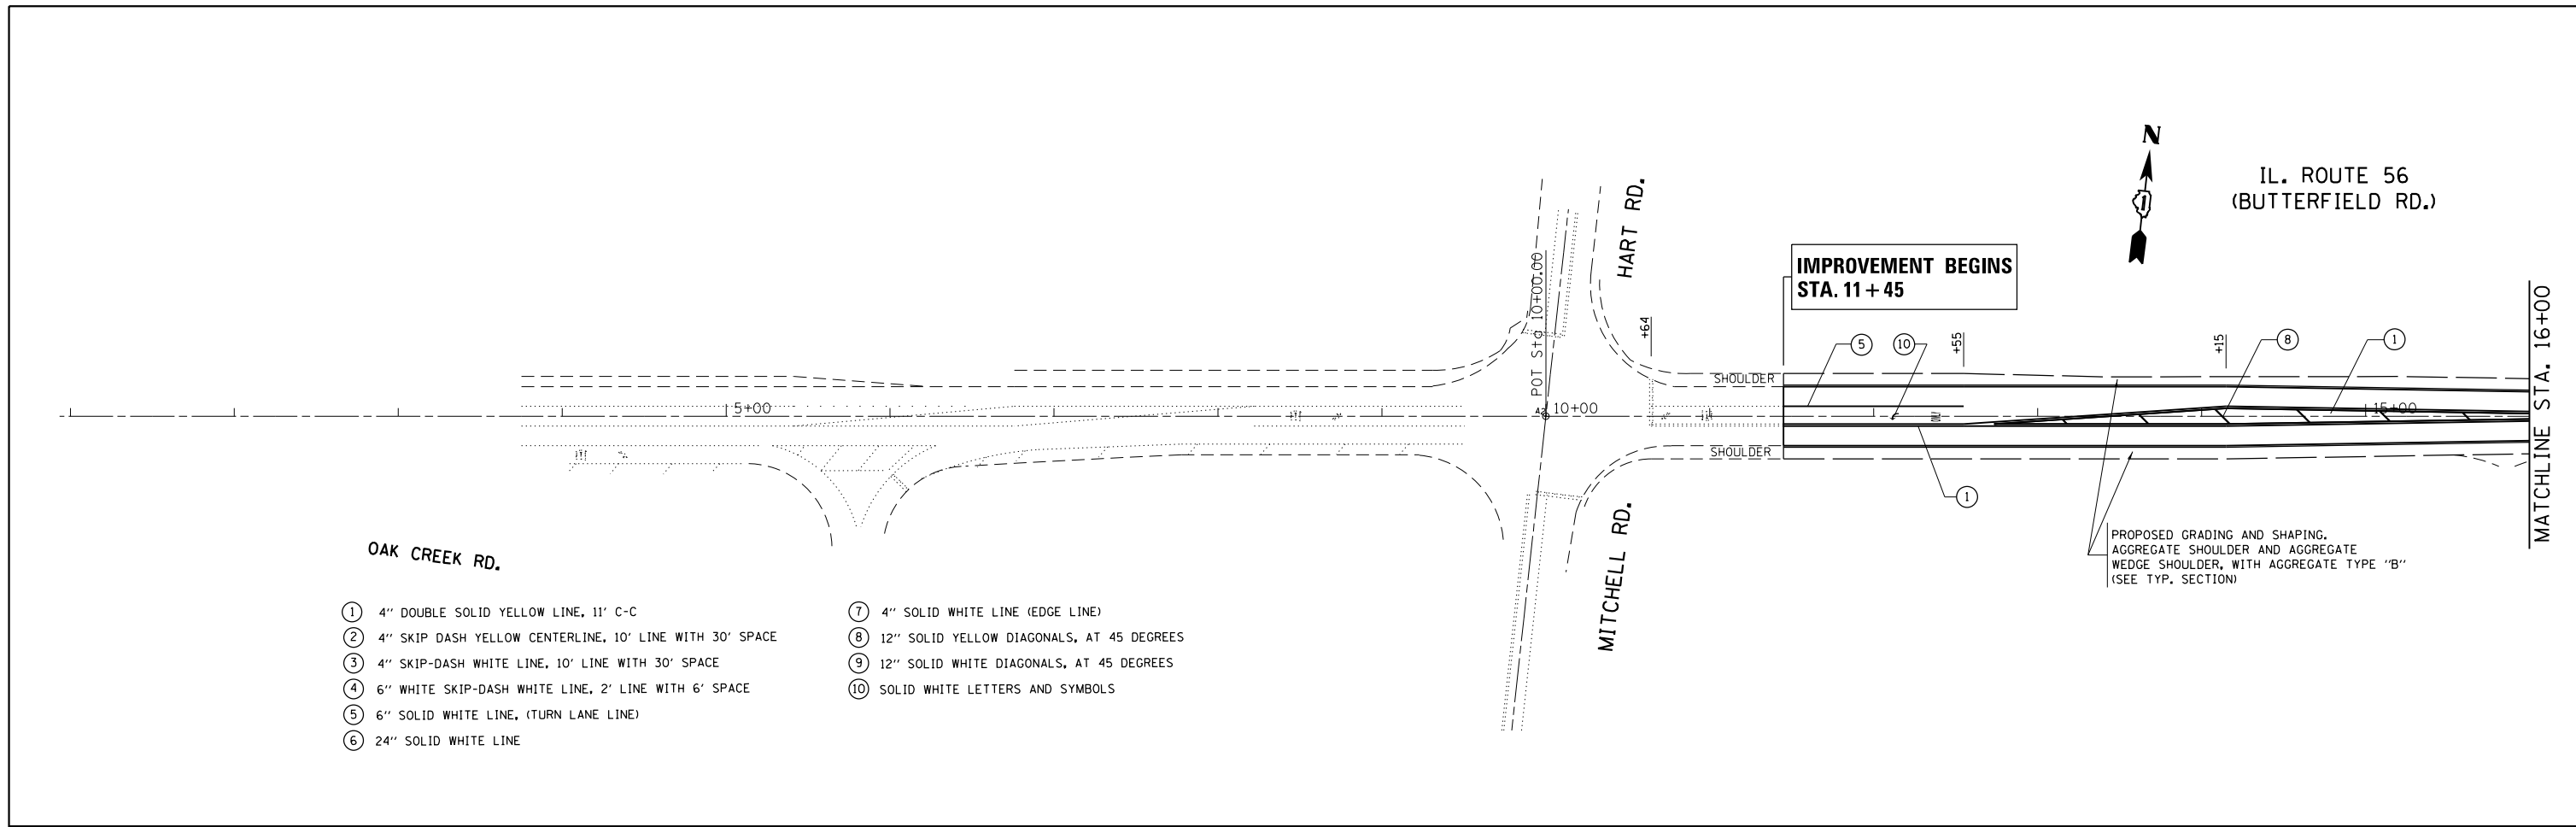 N
1
IL. ROUTE 56
(BUTTERFIELD RD.)
HART RD.
POT Sta 10+00.00
IMPROVEMENT BEGINS
STA. 11+45
MATCHLINE STA. 16+00
+64
5
10
+55
+15
8
1
SHOULDER
5+00
10+00
15+00
SHOULDER
1
MITCHELL RD.
PROPOSED GRADING AND SHAPING.
AGGREGATE SHOULDER AND AGGREGATE
WEDGE SHOULDER, WITH AGGREGATE TYPE "B"
(SEE TYP. SECTION)
OAK CREEK RD.
1 4" DOUBLE SOLID YELLOW LINE, 11' C-C
2 4" SKIP DASH YELLOW CENTERLINE, 10' LINE WITH 30' SPACE
3 4" SKIP-DASH WHITE LINE, 10' LINE WITH 30' SPACE
4 6" WHITE SKIP-DASH WHITE LINE, 2' LINE WITH 6' SPACE
5 6" SOLID WHITE LINE, (TURN LANE LINE)
6 24" SOLID WHITE LINE
7 4" SOLID WHITE LINE (EDGE LINE)
8 12" SOLID YELLOW DIAGONALS, AT 45 DEGREES
9 12" SOLID WHITE DIAGONALS, AT 45 DEGREES
10 SOLID WHITE LETTERS AND SYMBOLS